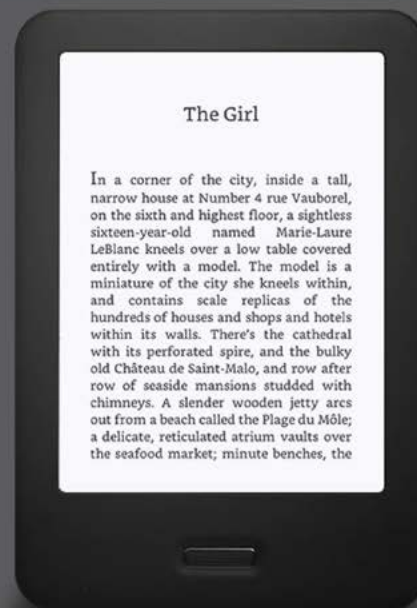 The Girl
In a corner of the city, inside a tall,
narrow house at Number 4 rue Vauborel,
on the sixth and highest floor, a sightless
sixteen-year-old named Marie-Laure
LeBlanc kneels over a low table covered
entirely with a model. The model is a
miniature of the city she kneels within,
and contains scale replicas of the
hundreds of houses and shops and hotels
within its walls. There's the cathedral
with its perforated spire, and the bulky
old Château de Saint-Malo, and row after
row of seaside mansions studded with
chimneys. A slender wooden jetty arcs
out from a beach called the Plage du Môle;
a delicate, reticulated atrium vaults over
the seafood market; minute benches, the